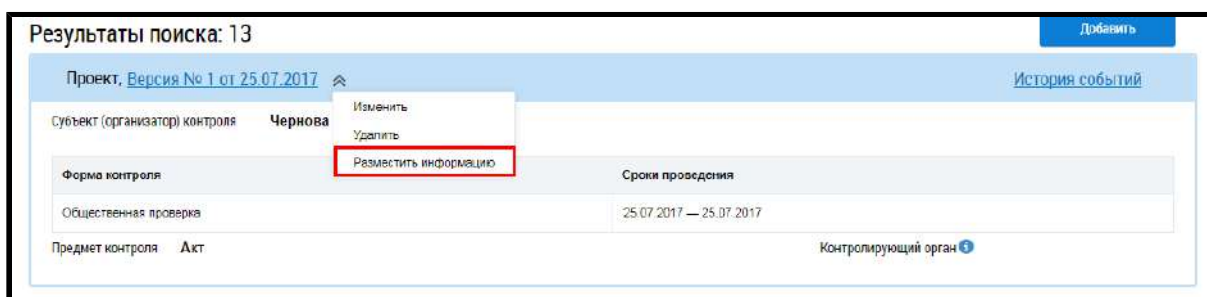 Результаты поиска: 13
Добавить
Проект, Версия № 1 от 25.07.2017
История событий
Изменить
Субъект (организатор) контроля Чернова
Удалить
Разместить информацию
Форма контроля Сроки проведения
Общественная проверка 25.07.2017 — 25.07.2017
Предмет контроля Акт Контролирующий орган